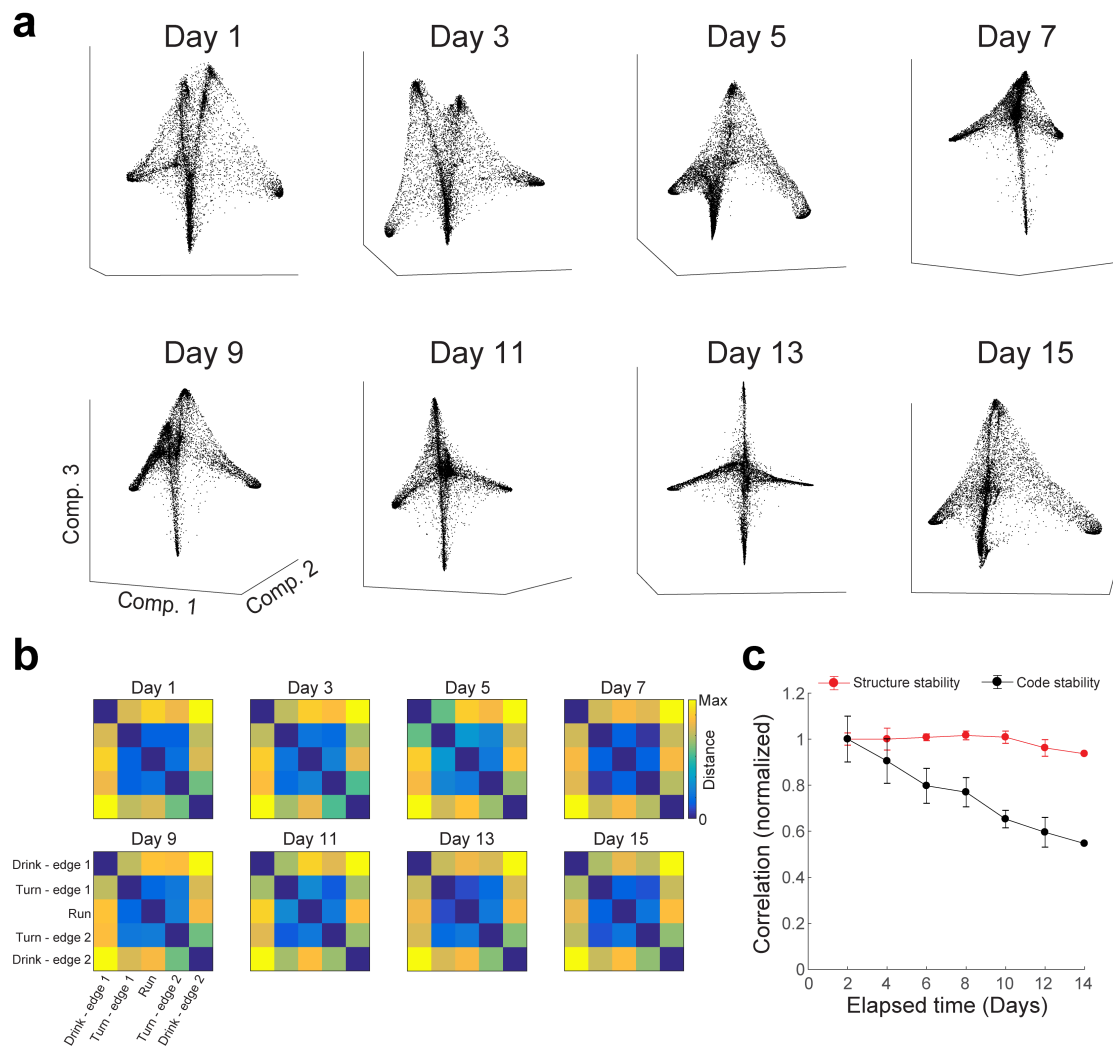 a
Day 1
Day 3
Day 5
Day 7
Day 9
Day 11
Day 13
Day 15
Comp. 3
Comp. 1
Comp. 2
b
Day 1
Day 3
Day 5
Day 7
Max
Distance
0
Day 9
Day 11
Day 13
Day 15
Drink - edge 1
Turn - edge 1
Run
Turn - edge 2
Drink - edge 2
Drink - edge 1
Turn - edge 1
Run
Turn - edge 2
Drink - edge 2
c
Structure stability
Code stability
1.2
1
0.8
0.6
0.4
0.2
0
Correlation (normalized)
0
2
4
6
8
10
12
14
Elapsed time (Days)